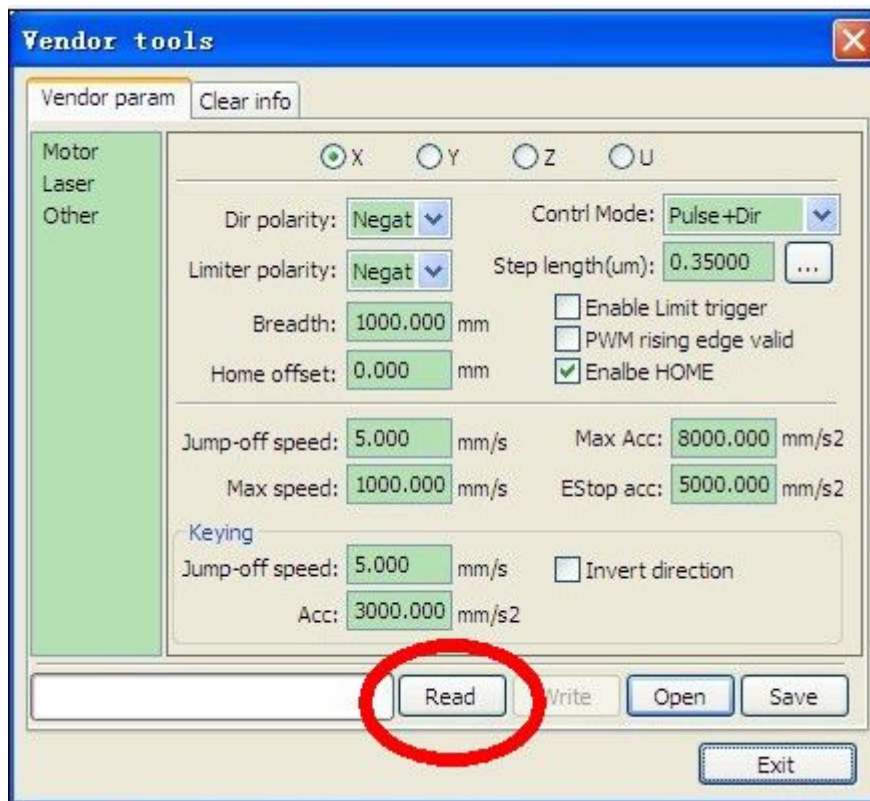 Vendor tools
Vendor param Clear info
Motor
Laser
Other
X Y Z U
Dir polarity: Negat Contrl Mode: Pulse+Dir
Limiter polarity: Negat Step length(um): 0.35000 ...
Enable Limit trigger
Breadth: 1000.000 mm
PWM rising edge valid
Home offset: 0.000 mm Enalbe HOME
Jump-off speed: 5.000 mm/s Max Acc: 8000.000 mm/s2
Max speed: 1000.000 mm/s EStop acc: 5000.000 mm/s2
Keying
Jump-off speed: 5.000 mm/s Invert direction
Acc: 3000.000 mm/s2
Read Write Open Save
Exit